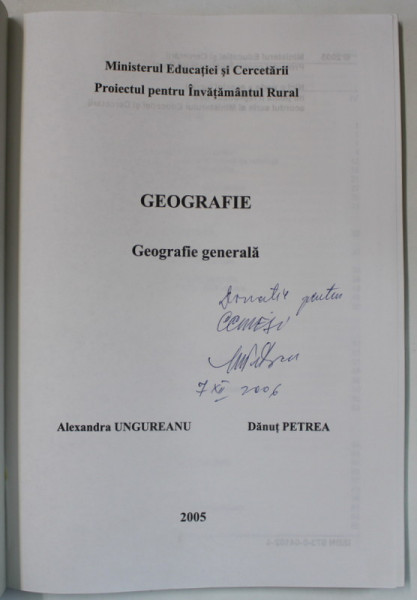 Ministerul Educației și Cercetării
Proiectul pentru Învățământul Rural
GEOGRAFIE
Geografie generală
Donație pentru
7 XII 2006
Alexandra UNGUREANU Dănuț PETREA
2005